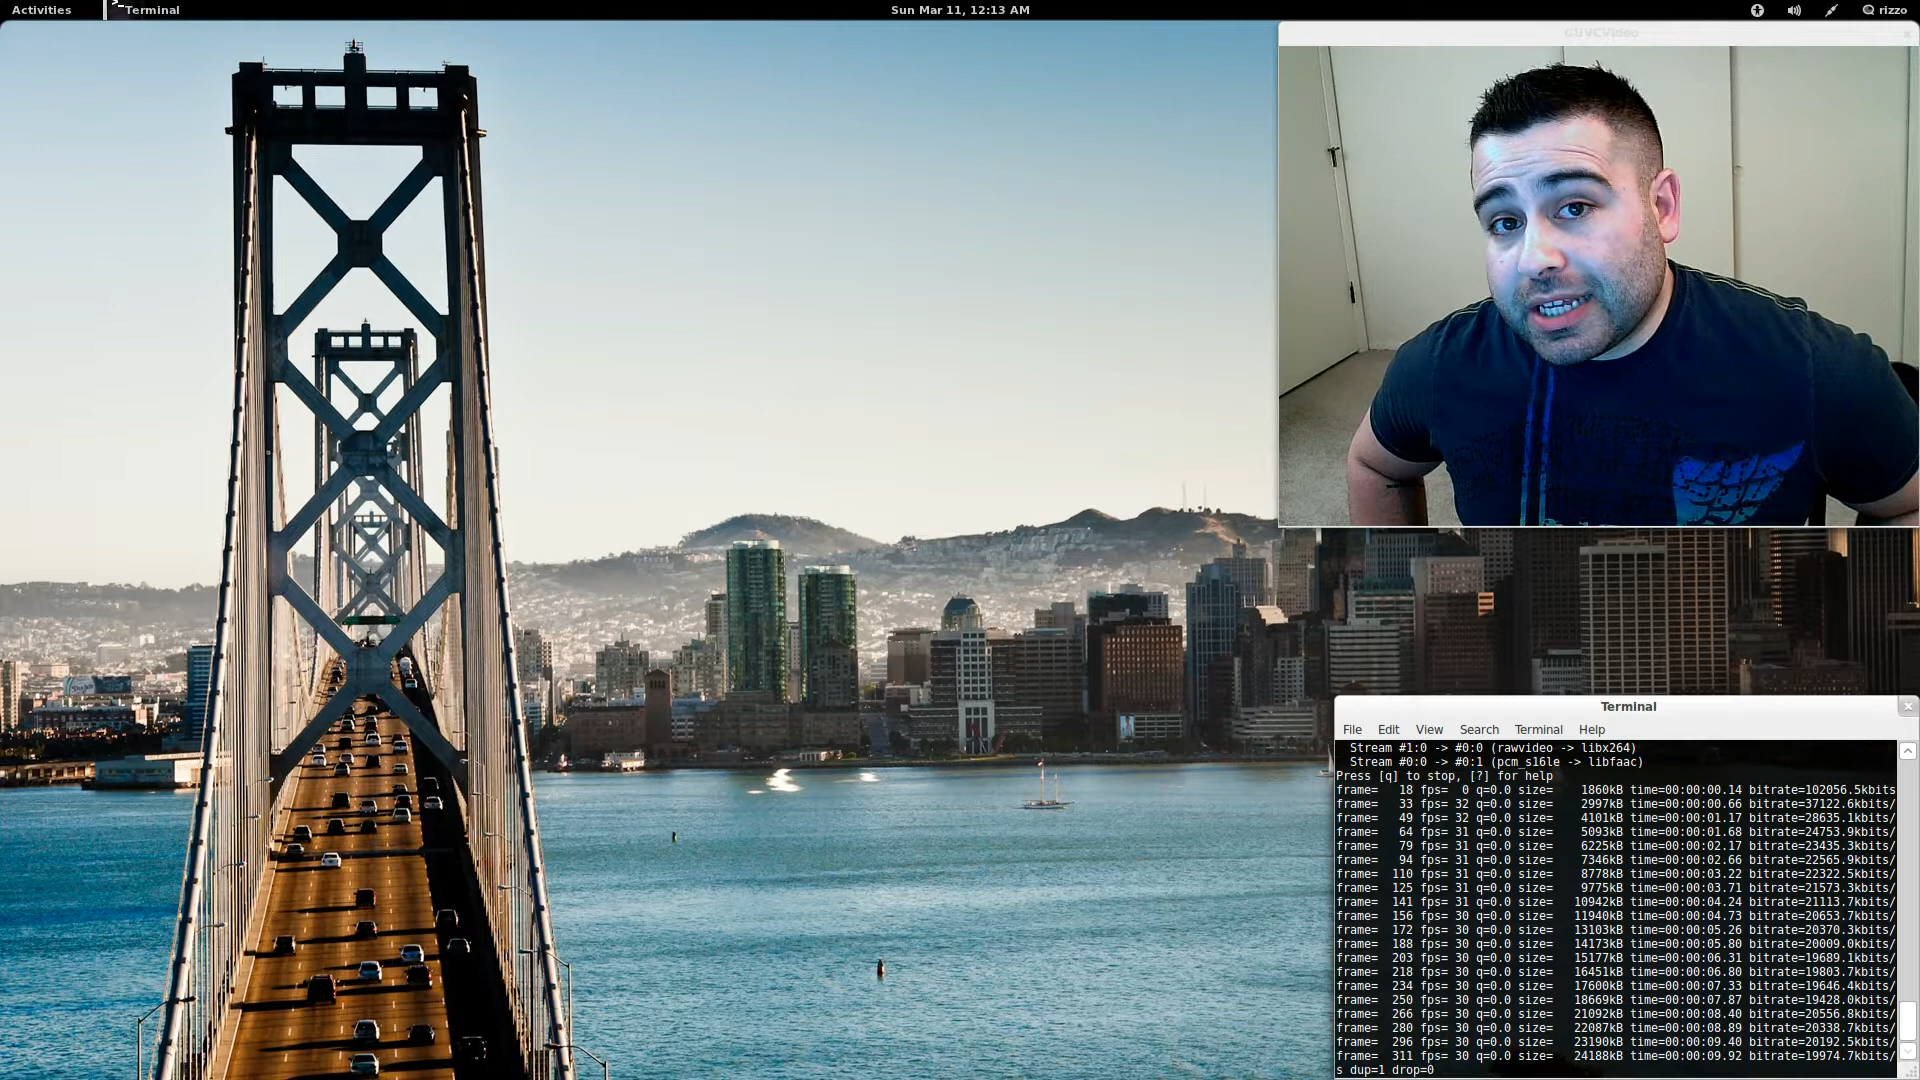 Activities
Terminal
Sun Mar 11, 12:13 AM
rizzo
GUVCVideo
Terminal
File Edit View Search Terminal Help
Stream #1:0 -> #0:0 (rawvideo -> libx264)
Stream #0:0 -> #0:1 (pcm_s16le -> libfaac)
Press [q] to stop, [?] for help
frame=   18 fps=  0 q=0.0 size=    1860kB time=00:00:00.14 bitrate=102056.5kbits
frame=   33 fps= 32 q=0.0 size=    2997kB time=00:00:00.66 bitrate=37122.6kbits/
frame=   49 fps= 32 q=0.0 size=    4101kB time=00:00:01.17 bitrate=28635.1kbits/
frame=   64 fps= 31 q=0.0 size=    5093kB time=00:00:01.68 bitrate=24753.9kbits/
frame=   79 fps= 31 q=0.0 size=    6225kB time=00:00:02.17 bitrate=23435.3kbits/
frame=   94 fps= 31 q=0.0 size=    7346kB time=00:00:02.66 bitrate=22565.9kbits/
frame=  110 fps= 31 q=0.0 size=    8778kB time=00:00:03.22 bitrate=22322.5kbits/
frame=  125 fps= 31 q=0.0 size=    9775kB time=00:00:03.71 bitrate=21573.3kbits/
frame=  141 fps= 31 q=0.0 size=   10942kB time=00:00:04.24 bitrate=21113.7kbits/
frame=  156 fps= 30 q=0.0 size=   11940kB time=00:00:04.73 bitrate=20653.7kbits/
frame=  172 fps= 30 q=0.0 size=   13103kB time=00:00:05.26 bitrate=20370.3kbits/
frame=  188 fps= 30 q=0.0 size=   14173kB time=00:00:05.80 bitrate=20009.0kbits/
frame=  203 fps= 30 q=0.0 size=   15177kB time=00:00:06.31 bitrate=19689.1kbits/
frame=  218 fps= 30 q=0.0 size=   16451kB time=00:00:06.80 bitrate=19803.7kbits/
frame=  234 fps= 30 q=0.0 size=   17600kB time=00:00:07.33 bitrate=19646.4kbits/
frame=  250 fps= 30 q=0.0 size=   18669kB time=00:00:07.87 bitrate=19428.0kbits/
frame=  266 fps= 30 q=0.0 size=   21092kB time=00:00:08.40 bitrate=20556.8kbits/
frame=  280 fps= 30 q=0.0 size=   22087kB time=00:00:08.89 bitrate=20338.7kbits/
frame=  296 fps= 30 q=0.0 size=   23190kB time=00:00:09.40 bitrate=20192.5kbits/
frame=  311 fps= 30 q=0.0 size=   24188kB time=00:00:09.92 bitrate=19974.7kbits/
s dup=1 drop=0